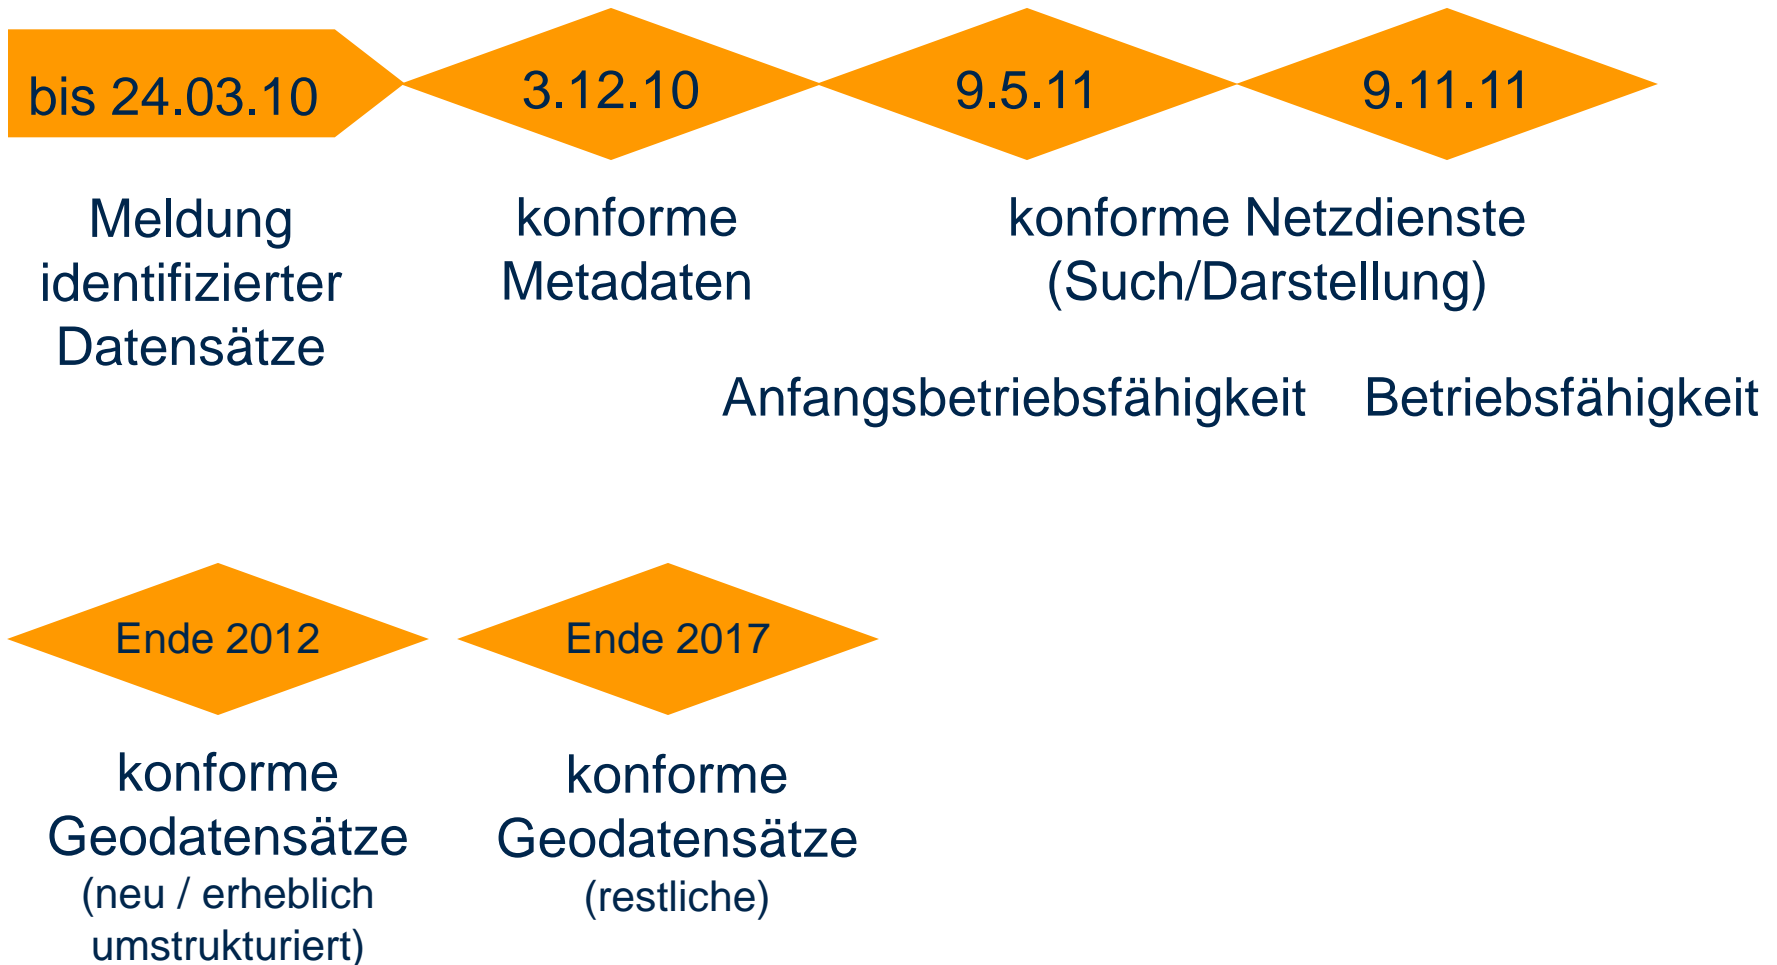 bis 24.03.10
3.12.10
9.5.11
9.11.11
Meldung
identifizierter
Datensätze
konforme
Metadaten
konforme Netzdienste
(Such/Darstellung)
Anfangsbetriebsfähigkeit
Betriebsfähigkeit
Ende 2012
Ende 2017
konforme
Geodatensätze
(neu / erheblich
umstrukturiert)
konforme
Geodatensätze
(restliche)